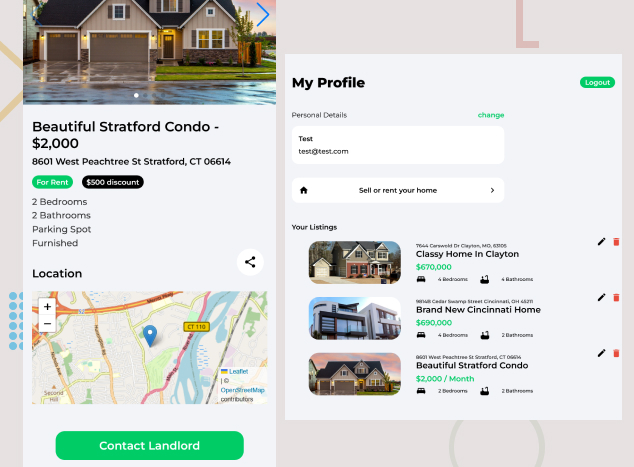 Beautiful Stratford Condo -
$2,000
8601 West Peachtree St Stratford, CT 06614
For Rent
$500 discount
2 Bedrooms
2 Bathrooms
Parking Spot
Furnished
Location
+
−
CT 110
Second
Hill
Leaflet
| ©
OpenStreetMap
contributors
Contact Landlord
My Profile
Logout
Personal Details
change
Test
test@test.com
Sell or rent your home
Your Listings
7644 Carswold Dr Clayton, MO, 63105
Classy Home In Clayton
$670,000
4 Bedrooms
4 Bathrooms
98148 Cedar Swamp Street Cincinnati, OH 45211
Brand New Cincinnati Home
$690,000
4 Bedrooms
2 Bathrooms
8601 West Peachtree St Stratford, CT 06614
Beautiful Stratford Condo
$2,000 / Month
2 Bedrooms
2 Bathrooms